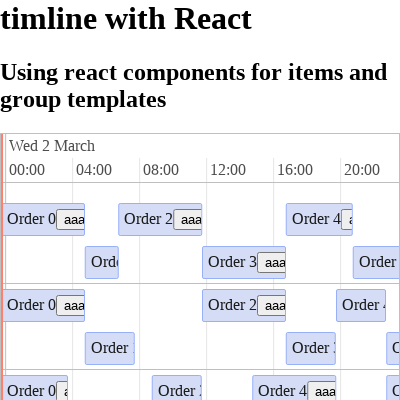 timline with React
Using react components for items and
group templates
Wed 2 March
00:00 04:00 08:00 12:00 16:00 20:00
Order 0 aaa Order 2 aaa Order 4
Order 3 aaa Order
Order 0 aaa Order 2 aaa Order
Order
Order 0 Order Order 4 aaa